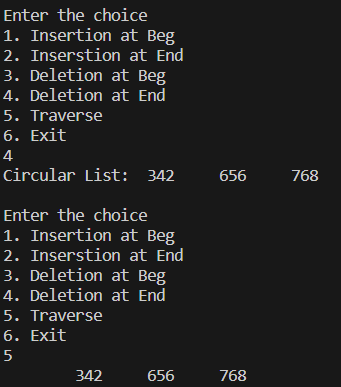 Enter the choice
1. Insertion at Beg
2. Inserstion at End
3. Deletion at Beg
4. Deletion at End
5. Traverse
6. Exit
4
Circular List:  342     656     768
Enter the choice
1. Insertion at Beg
2. Inserstion at End
3. Deletion at Beg
4. Deletion at End
5. Traverse
6. Exit
5
342     656     768